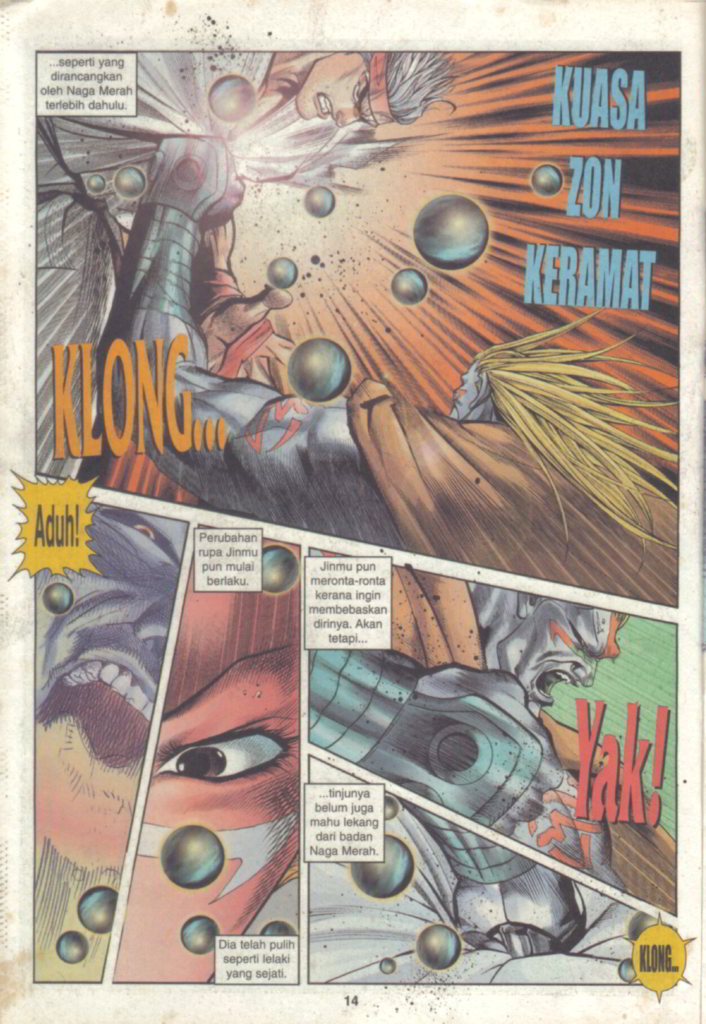 ...seperti yang
dirancangkan
oleh Naga Merah
terlebih dahulu.
KUASA
ZON
KERAMAT
KLONG...
Aduh!
Perubahan
rupa Jinmu
pun mulai
berlaku.
Dia telah pulih
seperti lelaki
yang sejati.
Jinmu pun
meronta-ronta
kerana ingin
membebaskan
dirinya. Akan
tetapi...
Yak!
...tinjunya
belum juga
mahu lekang
dari badan
Naga Merah.
KLONG...
14